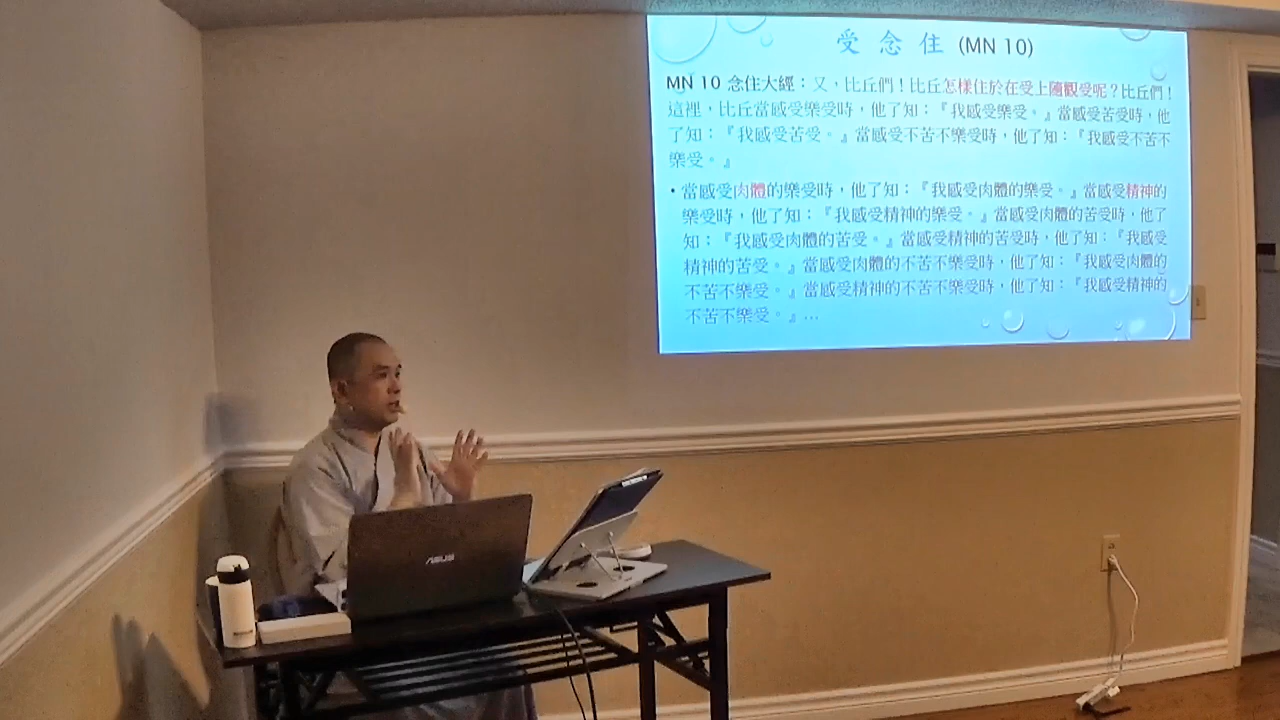 受 念 住 (MN 10)
MN 10 念住大經：又，比丘們！比丘怎樣住於在受上隨觀受呢？比丘們！
這裡，比丘當感受樂受時，他了知：『我感受樂受。』當感受苦受時，他
了知：『我感受苦受。』當感受不苦不樂受時，他了知：『我感受不苦不
樂受。』
• 當感受肉體的樂受時，他了知：『我感受肉體的樂受。』當感受精神的
樂受時，他了知：『我感受精神的樂受。』當感受肉體的苦受時，他了
知：『我感受肉體的苦受。』當感受精神的苦受時，他了知：『我感受
精神的苦受。』當感受肉體的不苦不樂受時，他了知：『我感受肉體的
不苦不樂受。』當感受精神的不苦不樂受時，他了知：『我感受精神的
不苦不樂受。』…
ASUS